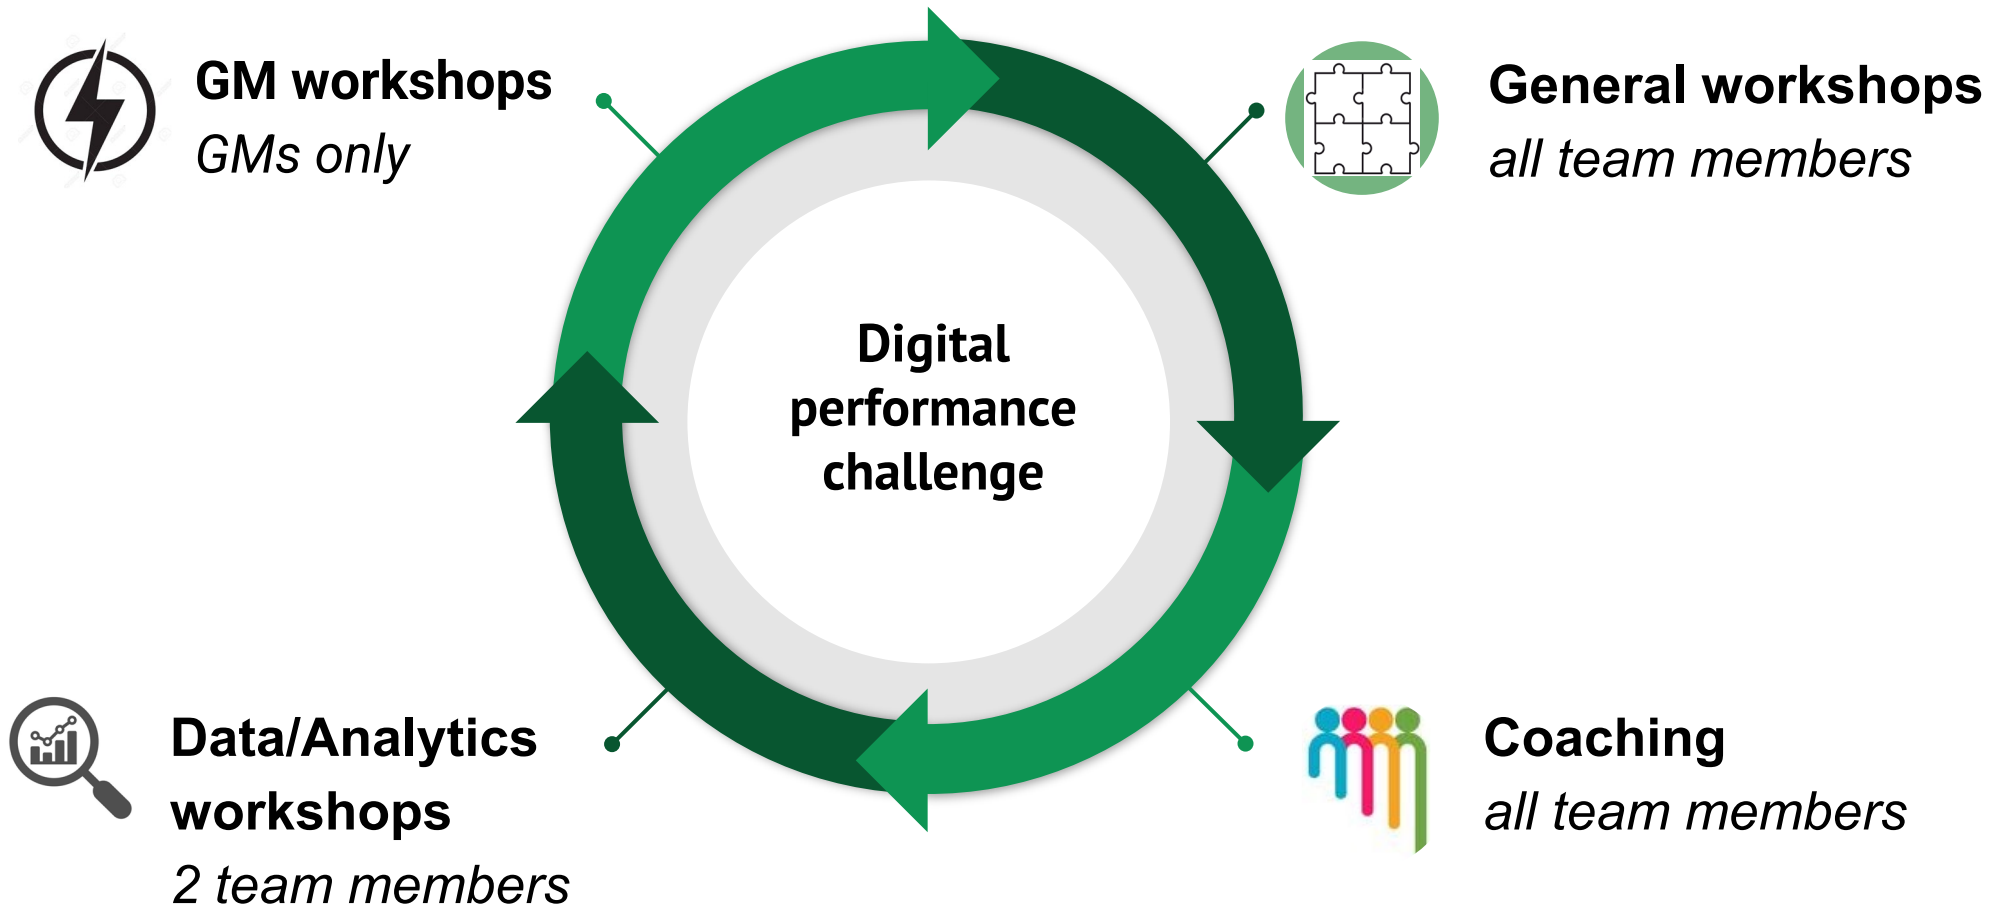 GM workshops
GMs only
General workshops
all team members
Digital
performance
challenge
Data/Analytics
workshops
2 team members
Coaching
all team members